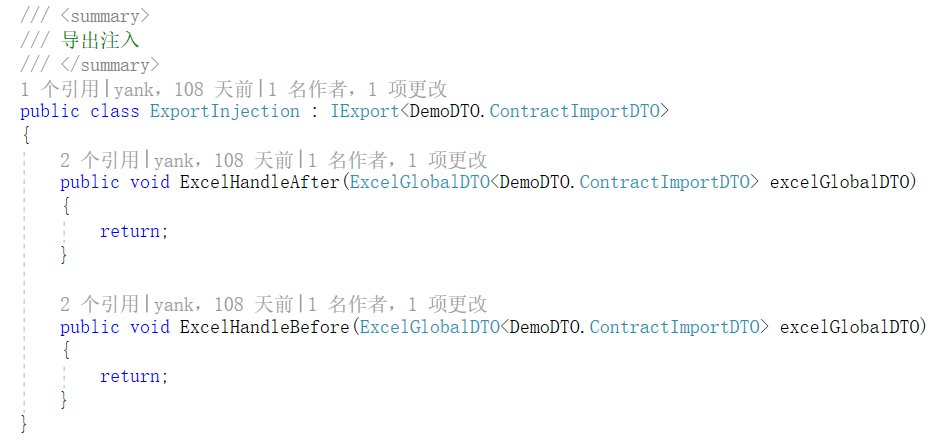 /// <summary>
/// 导出注入
/// </summary>
1 个引用|yank，108 天前|1 名作者，1 项更改
public class ExportInjection : IExport<DemoDTO.ContractImportDTO>
{
2 个引用|yank，108 天前|1 名作者，1 项更改
public void ExcelHandleAfter(ExcelGlobalDTO<DemoDTO.ContractImportDTO> excelGlobalDTO)
{
return;
}
2 个引用|yank，108 天前|1 名作者，1 项更改
public void ExcelHandleBefore(ExcelGlobalDTO<DemoDTO.ContractImportDTO> excelGlobalDTO)
{
return;
}
}